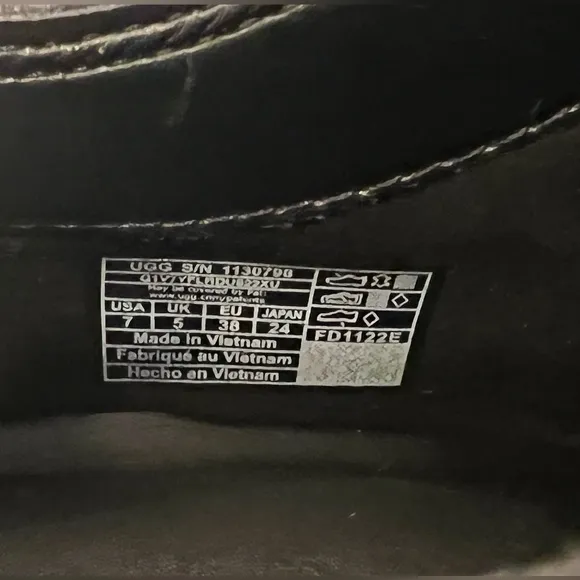 UGG S/N 1130790
May be covered by Pat:
www.ugg.com/patents
USA UK EU JAPAN
7 5 38 24
Made in Vietnam
Fabriqué au Vietnam
Hecho en Vietnam
FD1122E